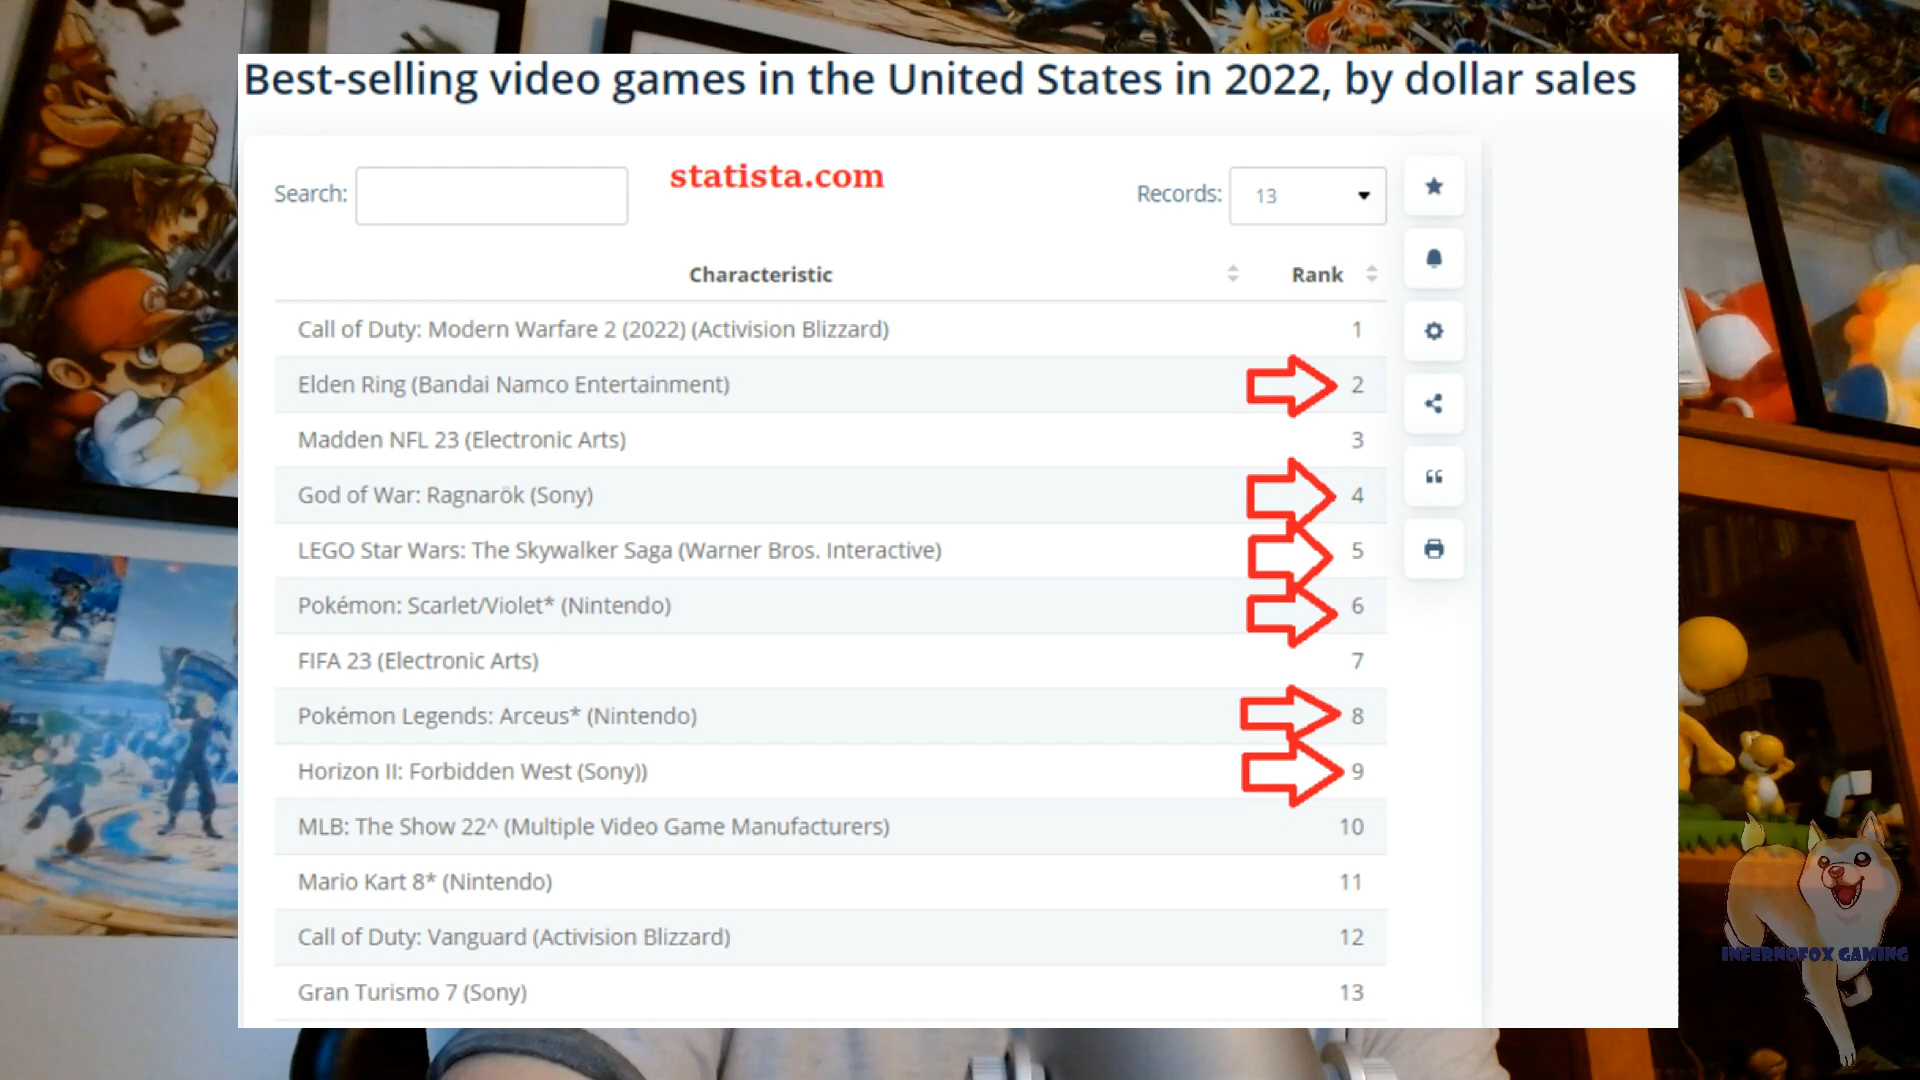 Best-selling video games in the United States in 2022, by dollar sales
Search:
statista.com
Records: 13
Characteristic Rank
Call of Duty: Modern Warfare 2 (2022) (Activision Blizzard) 1
Elden Ring (Bandai Namco Entertainment) 2
Madden NFL 23 (Electronic Arts) 3
God of War: Ragnarök (Sony) 4
LEGO Star Wars: The Skywalker Saga (Warner Bros. Interactive) 5
Pokémon: Scarlet/Violet* (Nintendo) 6
FIFA 23 (Electronic Arts) 7
Pokémon Legends: Arceus* (Nintendo) 8
Horizon II: Forbidden West (Sony)) 9
MLB: The Show 22^ (Multiple Video Game Manufacturers) 10
Mario Kart 8* (Nintendo) 11
Call of Duty: Vanguard (Activision Blizzard) 12
Gran Turismo 7 (Sony) 13
INFERNOFOX GAMING